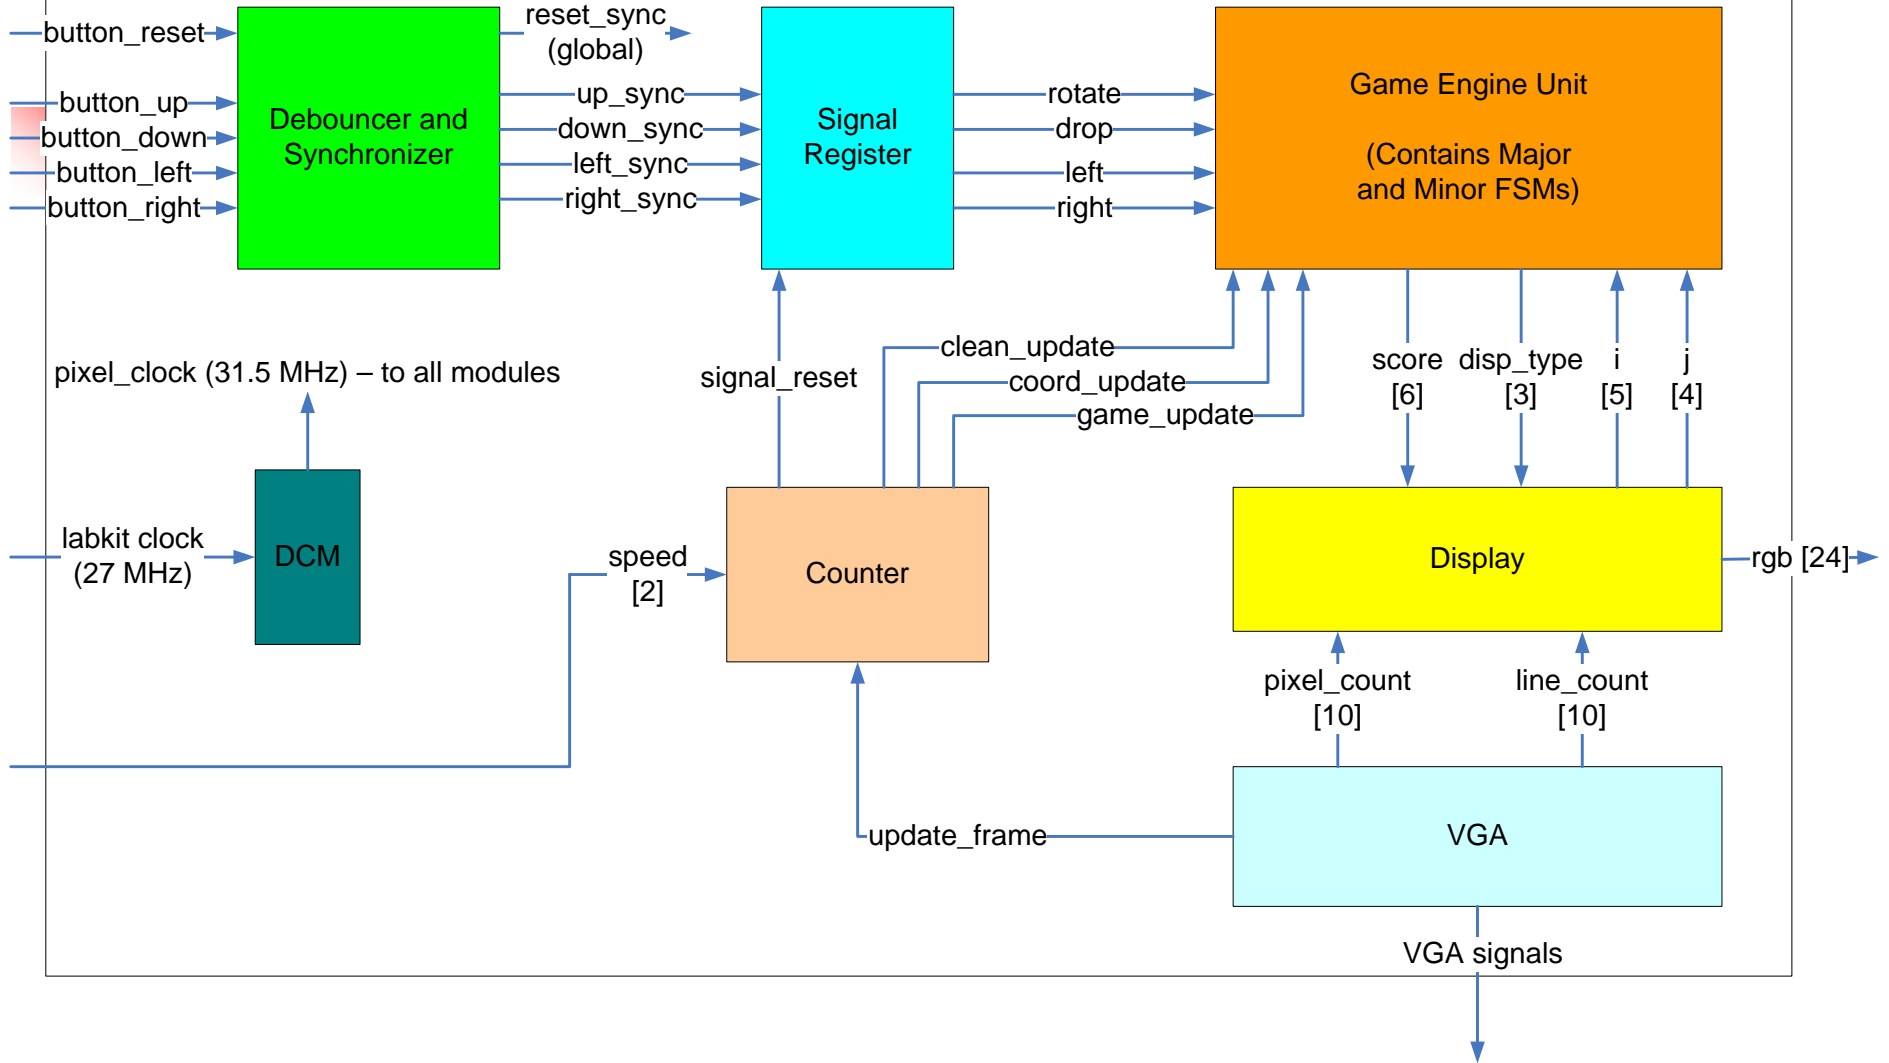 button_reset
reset_sync
(global)
button_up
button_down
button_left
button_right
Debouncer and
Synchronizer
up_sync
down_sync
left_sync
right_sync
Signal
Register
rotate
drop
left
right
Game Engine Unit
(Contains Major
and Minor FSMs)
pixel_clock (31.5 MHz) – to all modules
signal_reset
clean_update
coord_update
game_update
score
[6]
disp_type
[3]
i
[5]
j
[4]
labkit clock
(27 MHz)
DCM
speed
[2]
Counter
Display
rgb [24]
pixel_count
[10]
line_count
[10]
update_frame
VGA
VGA signals